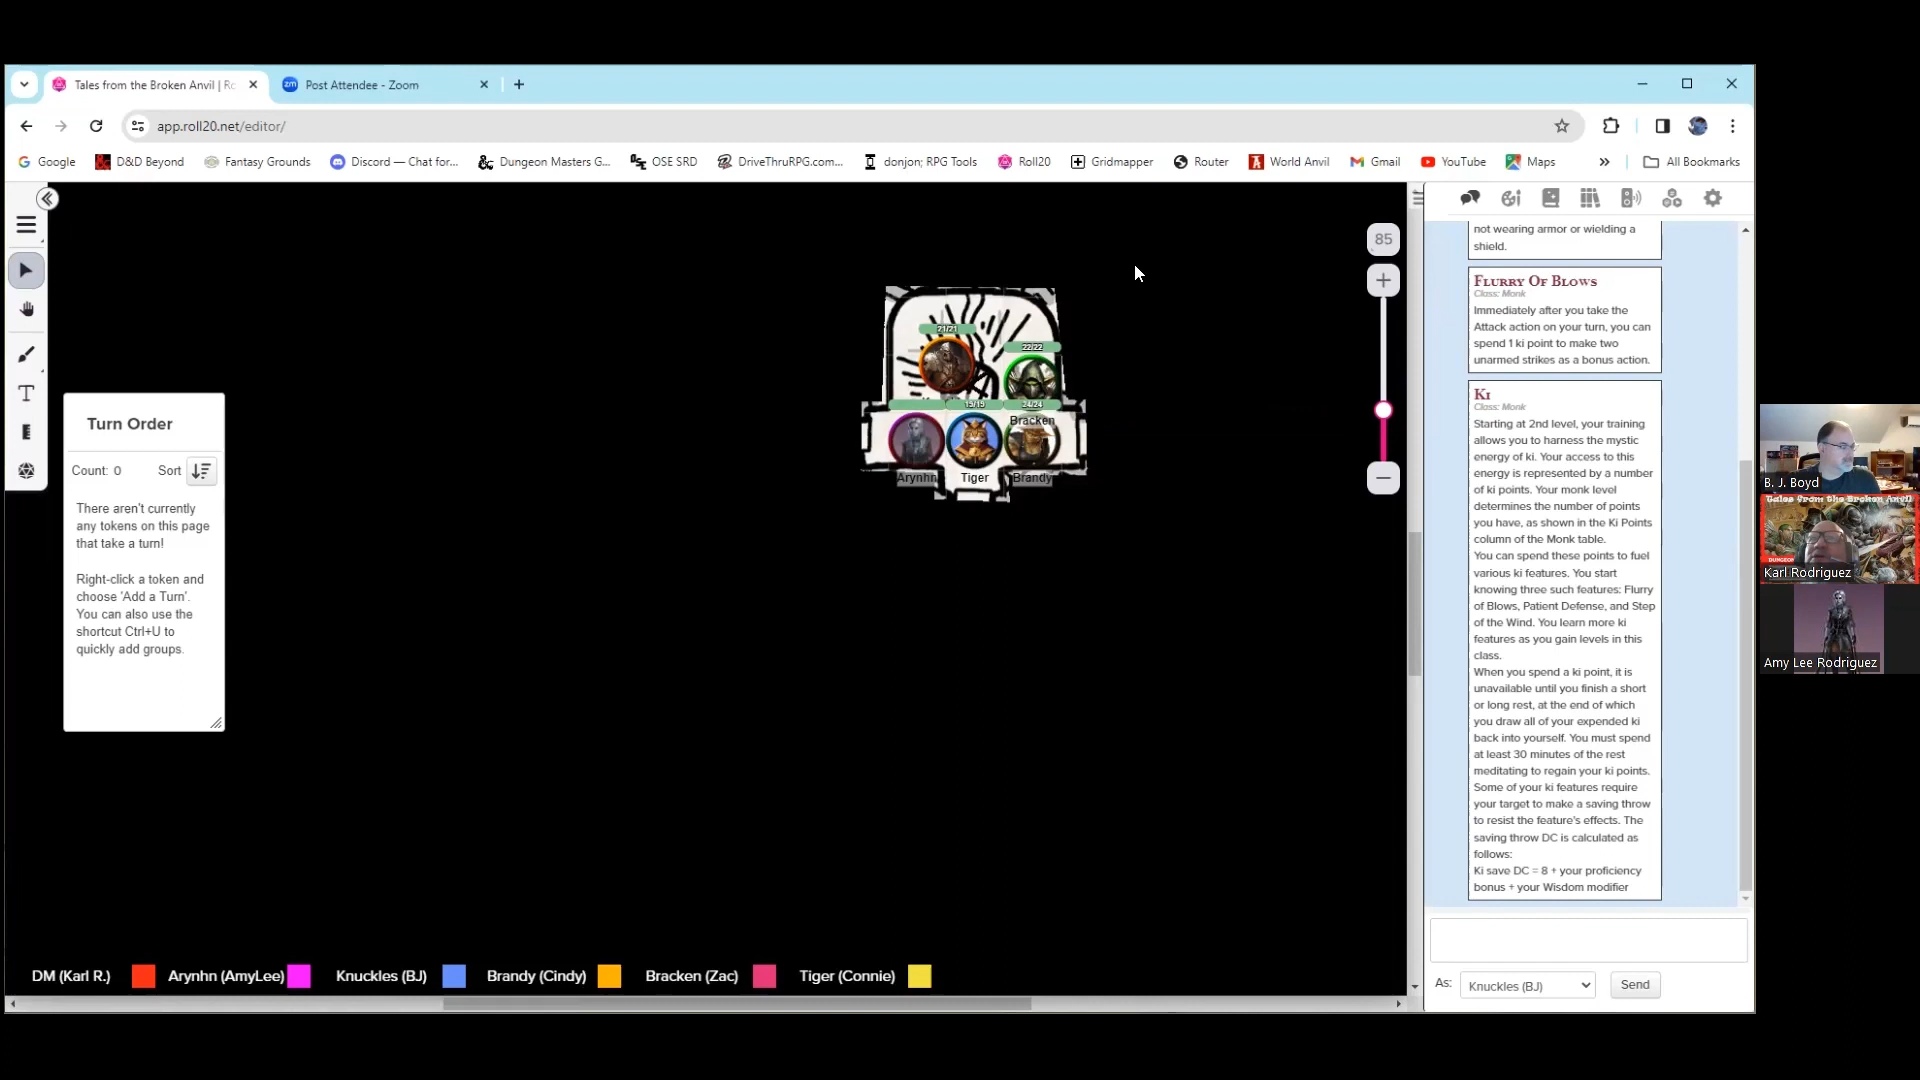 Tales from the Broken Anvil | Ro
Post Attendee - Zoom
app.roll20.net/editor/
Google
D&D Beyond
Fantasy Grounds
Discord — Chat for...
Dungeon Masters G...
OSE SRD
DriveThruRPG.com...
donjon; RPG Tools
Roll20
Gridmapper
Router
World Anvil
Gmail
YouTube
Maps
All Bookmarks
85
21/21
22/22
19/19
24/24
Bracken
Arynhn
Tiger
Brandy
Turn Order
Count: 0
Sort
There aren't currently
any tokens on this page
that take a turn!
Right-click a token and
choose 'Add a Turn'.
You can also use the
shortcut Ctrl+U to
quickly add groups.
not wearing armor or wielding a
shield.
Flurry Of Blows
Class: Monk
Immediately after you take the
Attack action on your turn, you can
spend 1 ki point to make two
unarmed strikes as a bonus action.
Ki
Class: Monk
Starting at 2nd level, your training
allows you to harness the mystic
energy of ki. Your access to this
energy is represented by a number
of ki points. Your monk level
determines the number of points
you have, as shown in the Ki Points
column of the Monk table.
You can spend these points to fuel
various ki features. You start
knowing three such features: Flurry
of Blows, Patient Defense, and Step
of the Wind. You learn more ki
features as you gain levels in this
class.
When you spend a ki point, it is
unavailable until you finish a short
or long rest, at the end of which
you draw all of your expended ki
back into yourself. You must spend
at least 30 minutes of the rest
meditating to regain your ki points.
Some of your ki features require
your target to make a saving throw
to resist the feature's effects. The
saving throw DC is calculated as
follows:
Ki save DC = 8 + your proficiency
bonus + your Wisdom modifier
As:
Knuckles (BJ)
Send
DM (Karl R.)
Arynhn (AmyLee)
Knuckles (BJ)
Brandy (Cindy)
Bracken (Zac)
Tiger (Connie)
B. J. Boyd
Tales from the Broken Anvil
Karl Rodriguez
Amy Lee Rodriguez